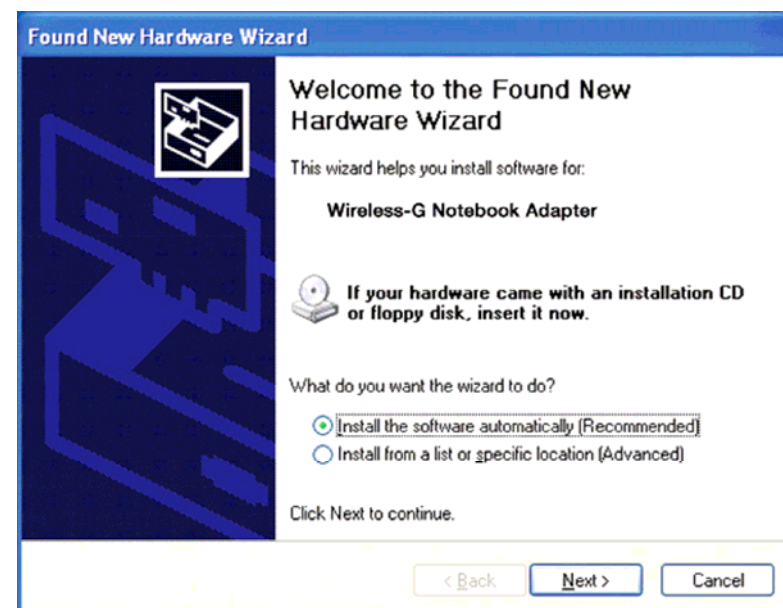 Found New Hardware Wizard
Welcome to the Found New
Hardware Wizard
This wizard helps you install software for:
Wireless-G Notebook Adapter
If your hardware came with an installation CD
or floppy disk, insert it now.
What do you want the wizard to do?
Install the software automatically (Recommended)
Install from a list or specific location (Advanced)
Click Next to continue.
< Back Next > Cancel